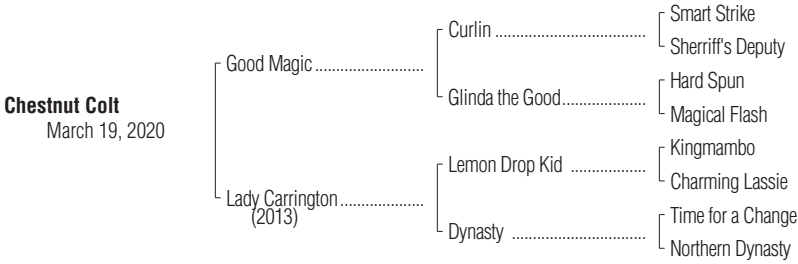 Smart Strike
Curlin ....................................
Sherriff's Deputy
Good Magic ..........................
Hard Spun
Glinda the Good....................
Magical Flash
Chestnut Colt
March 19, 2020
Kingmambo
Lemon Drop Kid ..................
Charming Lassie
Lady Carrington....................
(2013)
Time for a Change
Dynasty ................................
Northern Dynasty